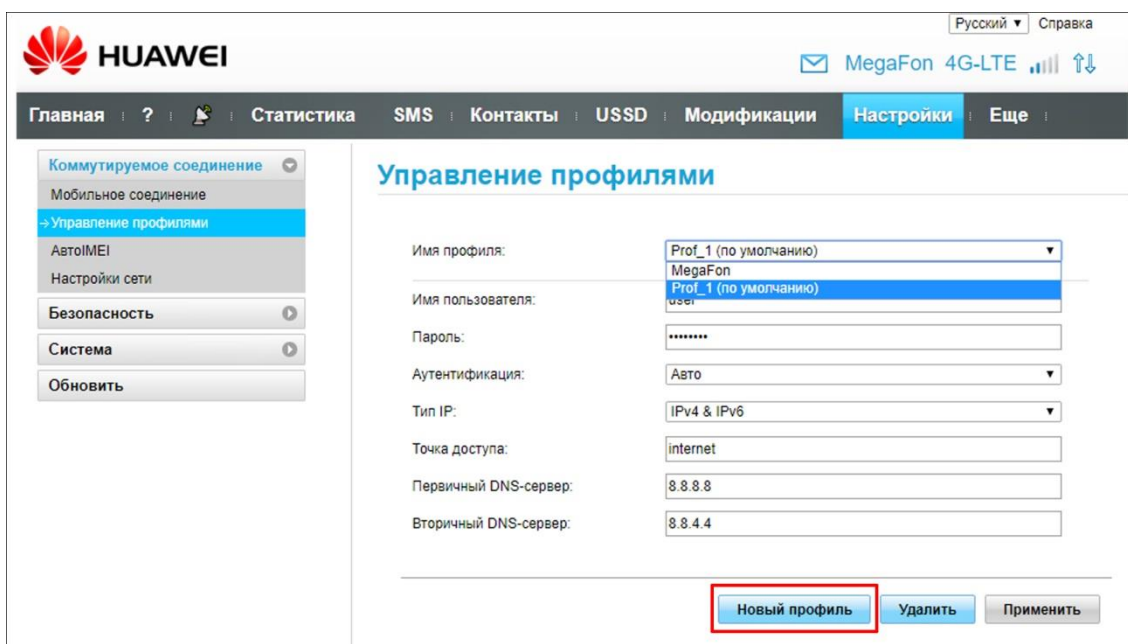 Русский Справка
HUAWEI
MegaFon 4G-LTE
Главная ? Статистика SMS Контакты USSD Модификации Настройки Еще
Коммутируемое соединение
Мобильное соединение
Управление профилями
АвтоIMEI
Настройки сети
Безопасность
Система
Обновить
Управление профилями
Имя профиля: Prof_1 (по умолчанию)
MegaFon
Prof_1 (по умолчанию)
Имя пользователя: user
Пароль: ••••••••
Аутентификация: Авто
Тип IP: IPv4 & IPv6
Точка доступа: internet
Первичный DNS-сервер: 8.8.8.8
Вторичный DNS-сервер: 8.8.4.4
Новый профиль Удалить Применить